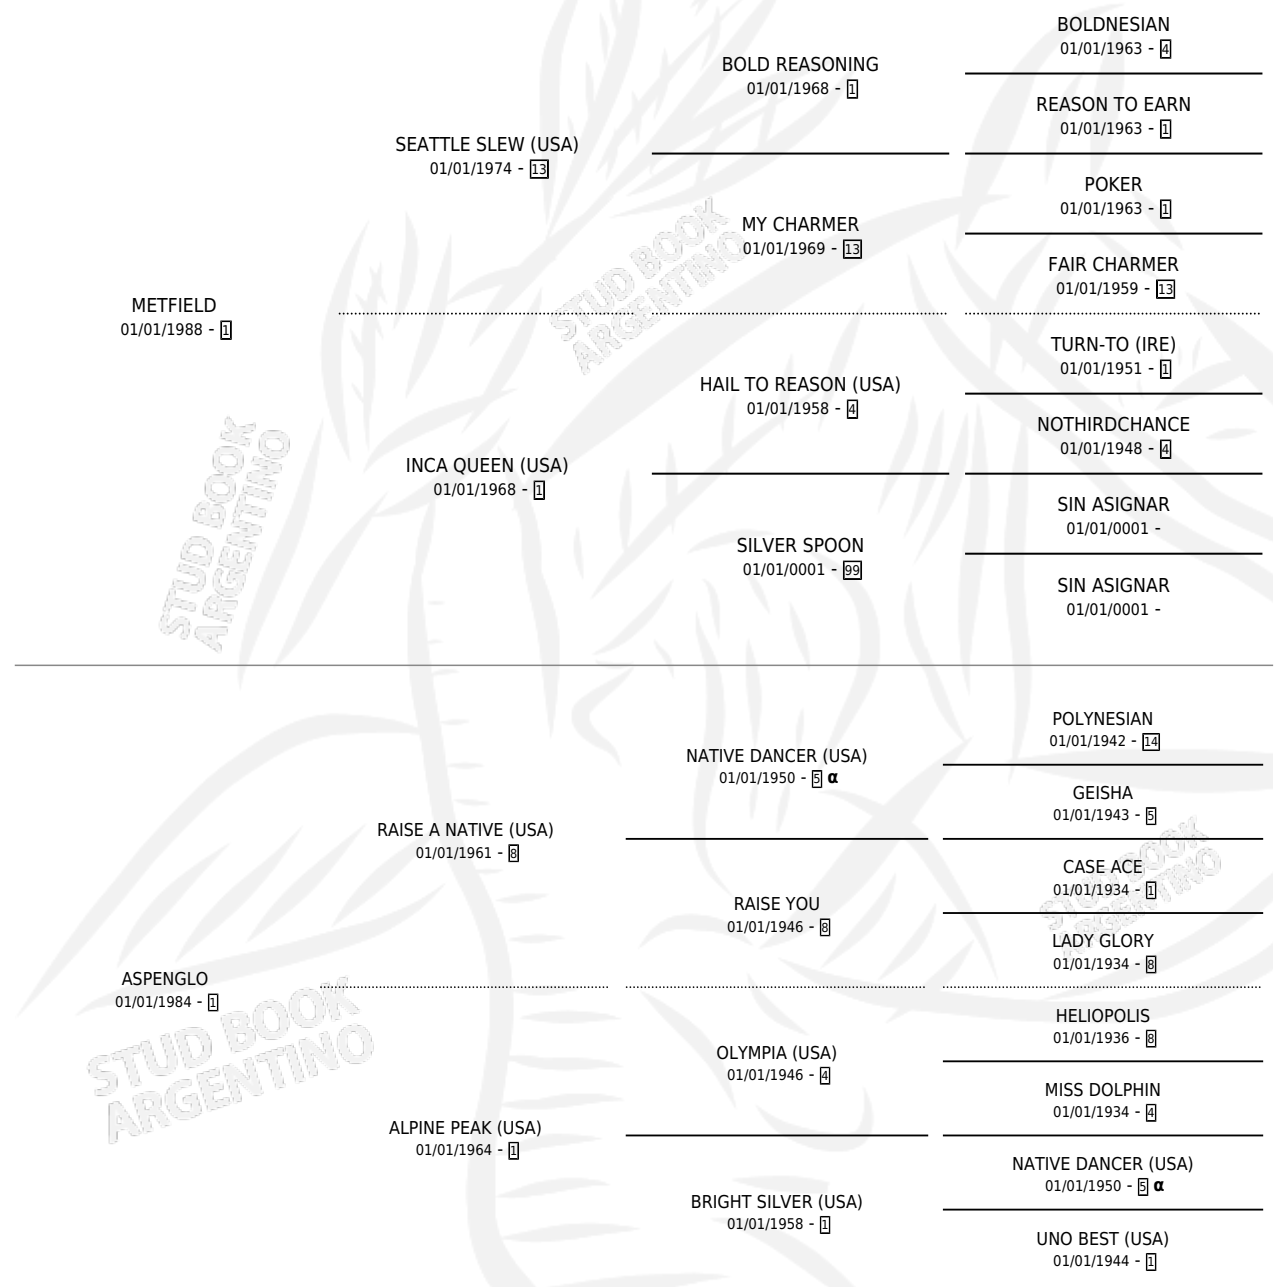 METFIELD
01/01/1988 - 1
SEATTLE SLEW (USA)
01/01/1974 - 13
INCA QUEEN (USA)
01/01/1968 - 1
BOLD REASONING
01/01/1968 - 1
MY CHARMER
01/01/1969 - 13
HAIL TO REASON (USA)
01/01/1958 - 4
SILVER SPOON
01/01/0001 - 99
BOLDNESIAN
01/01/1963 - 4
REASON TO EARN
01/01/1963 - 1
POKER
01/01/1963 - 1
FAIR CHARMER
01/01/1959 - 13
TURN-TO (IRE)
01/01/1951 - 1
NOTHIRDCHANCE
01/01/1948 - 4
SIN ASIGNAR
01/01/0001 -
SIN ASIGNAR
01/01/0001 -
STUD BOOK
ARGENTINO
STUD BOOK
ARGENTINO
ASPENGLO
01/01/1984 - 1
RAISE A NATIVE (USA)
01/01/1961 - 8
ALPINE PEAK (USA)
01/01/1964 - 1
NATIVE DANCER (USA)
01/01/1950 - 5 α
RAISE YOU
01/01/1946 - 8
OLYMPIA (USA)
01/01/1946 - 4
BRIGHT SILVER (USA)
01/01/1958 - 1
POLYNESIAN
01/01/1942 - 14
GEISHA
01/01/1943 - 5
CASE ACE
01/01/1934 - 1
LADY GLORY
01/01/1934 - 8
HELIOPOLIS
01/01/1936 - 8
MISS DOLPHIN
01/01/1934 - 4
NATIVE DANCER (USA)
01/01/1950 - 5 α
UNO BEST (USA)
01/01/1944 - 1
STUD BOOK
ARGENTINO
STUD BOOK
ARGENTINO